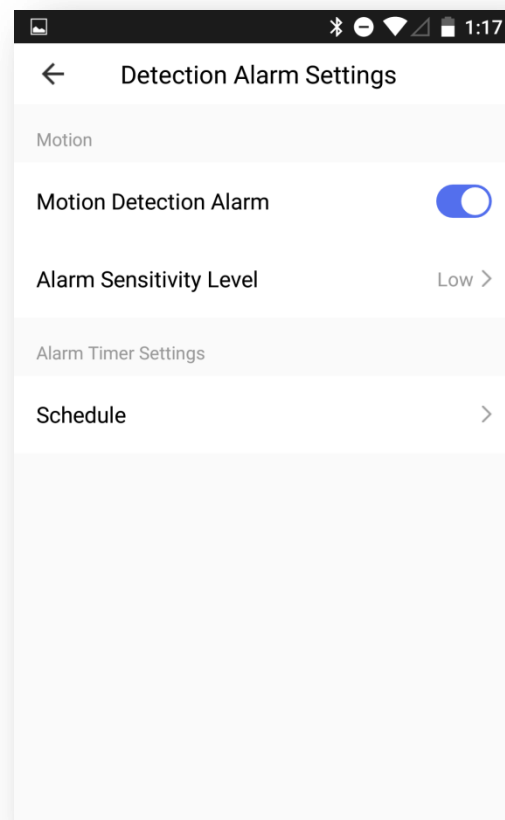 1:17
Detection Alarm Settings
Motion
Motion Detection Alarm
Alarm Sensitivity Level Low
Alarm Timer Settings
Schedule